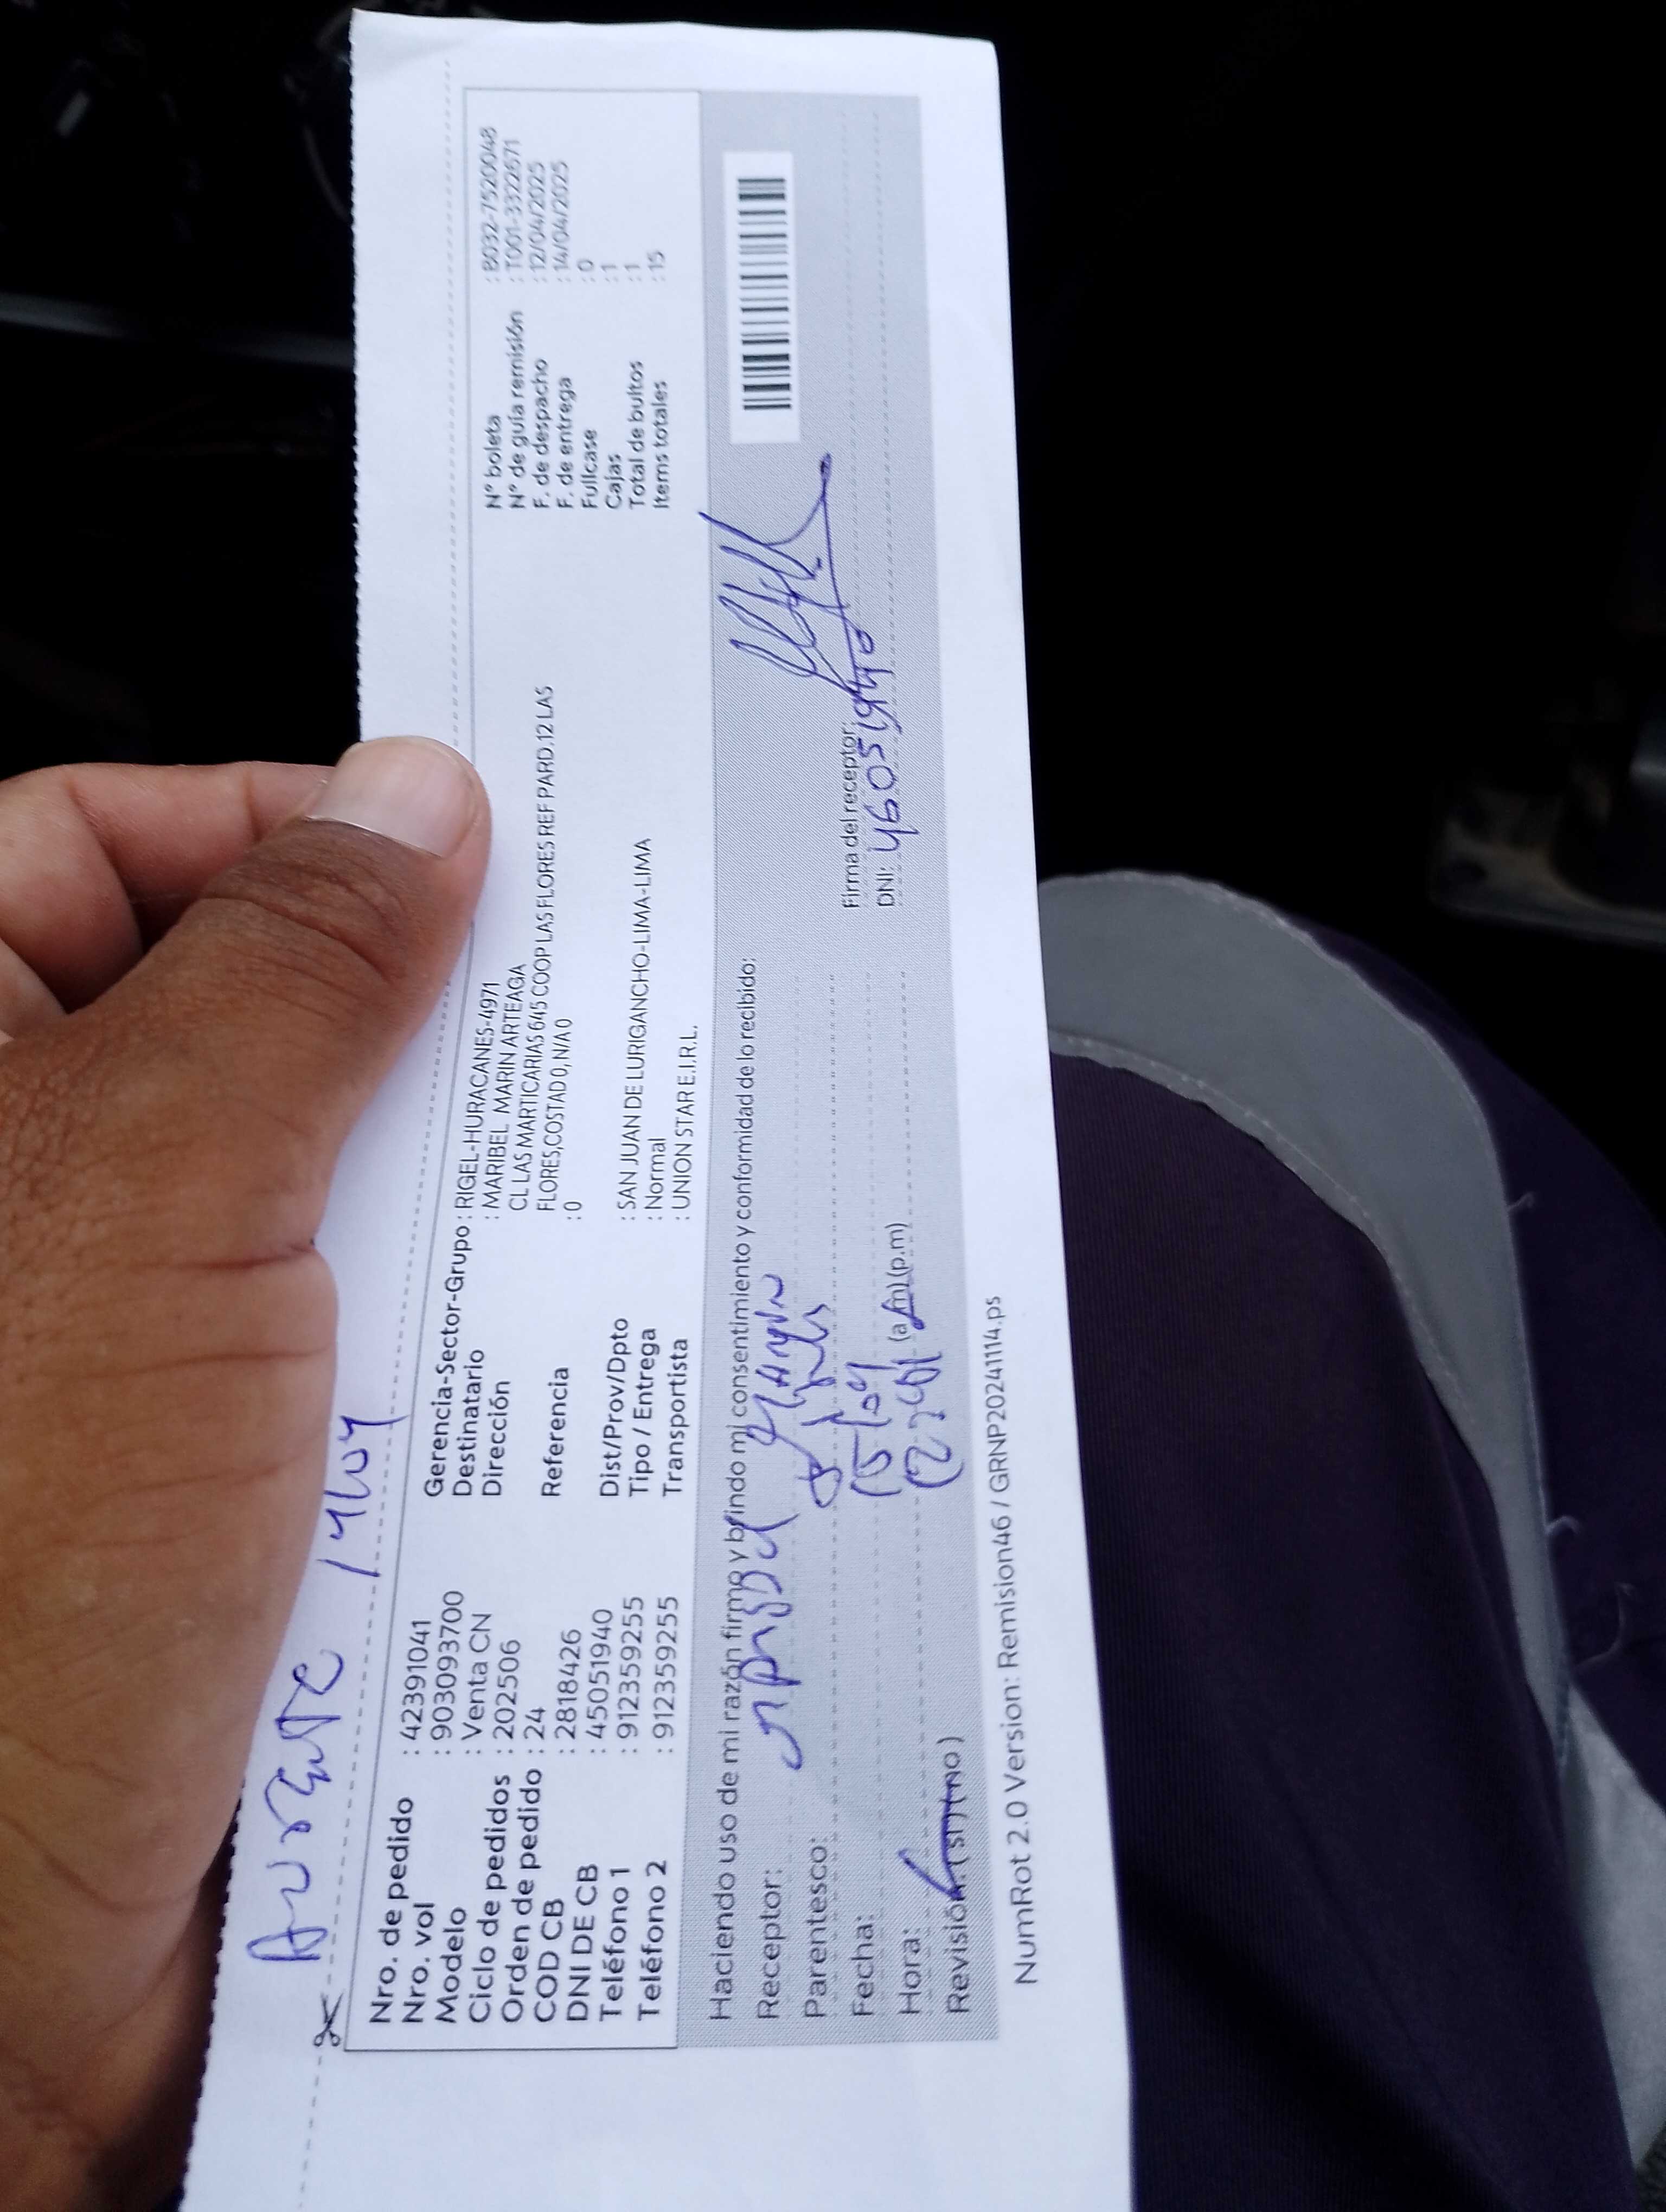 AUSENTE 14/04
Nro. de pedido : 42391041
Nro. vol : 9030937​00
Modelo : Venta CN
Ciclo de pedidos : 202506
Orden de pedido : 24
COD CB : 2818426
DNI DE CB : 45051940
Teléfono 1 : 912359255
Teléfono 2 : 912359255
Gerencia-Sector-Grupo : RIGEL-HURACANES-4971
Destinatario : MARIBEL MARIN ARTEAGA
Dirección CL LAS MARTICARIAS 645 COOP LAS FLORES REF PARD.12 LAS
FLORES,COSTAD 0, N/A 0
Referencia : 0
Dist/Prov/Dpto : SAN JUAN DE LURIGANCHO-LIMA-LIMA
Tipo / Entrega : Normal
Transportista : UNION STAR E.I.R.L.
N° boleta : B032-7520048
N° de guía remisión : T001-3322671
F. de despacho : 12/04/2025
F. de entrega : 14/04/2025
Fullcase : 0
Cajas : 1
Total de bultos : 1
Items totales : 15
Haciendo uso de mi razón firmo y brindo mi consentimiento y conformidad de lo recibido:
Receptor:
Parentesco:
Fecha: 15/04
Hora: (a.m) (p.m)
Revisión: (SI) (NO)
Firma del receptor:
DNI: 46051940
NumRot 2.0 Version: Remision46 / GRNP20241114.ps